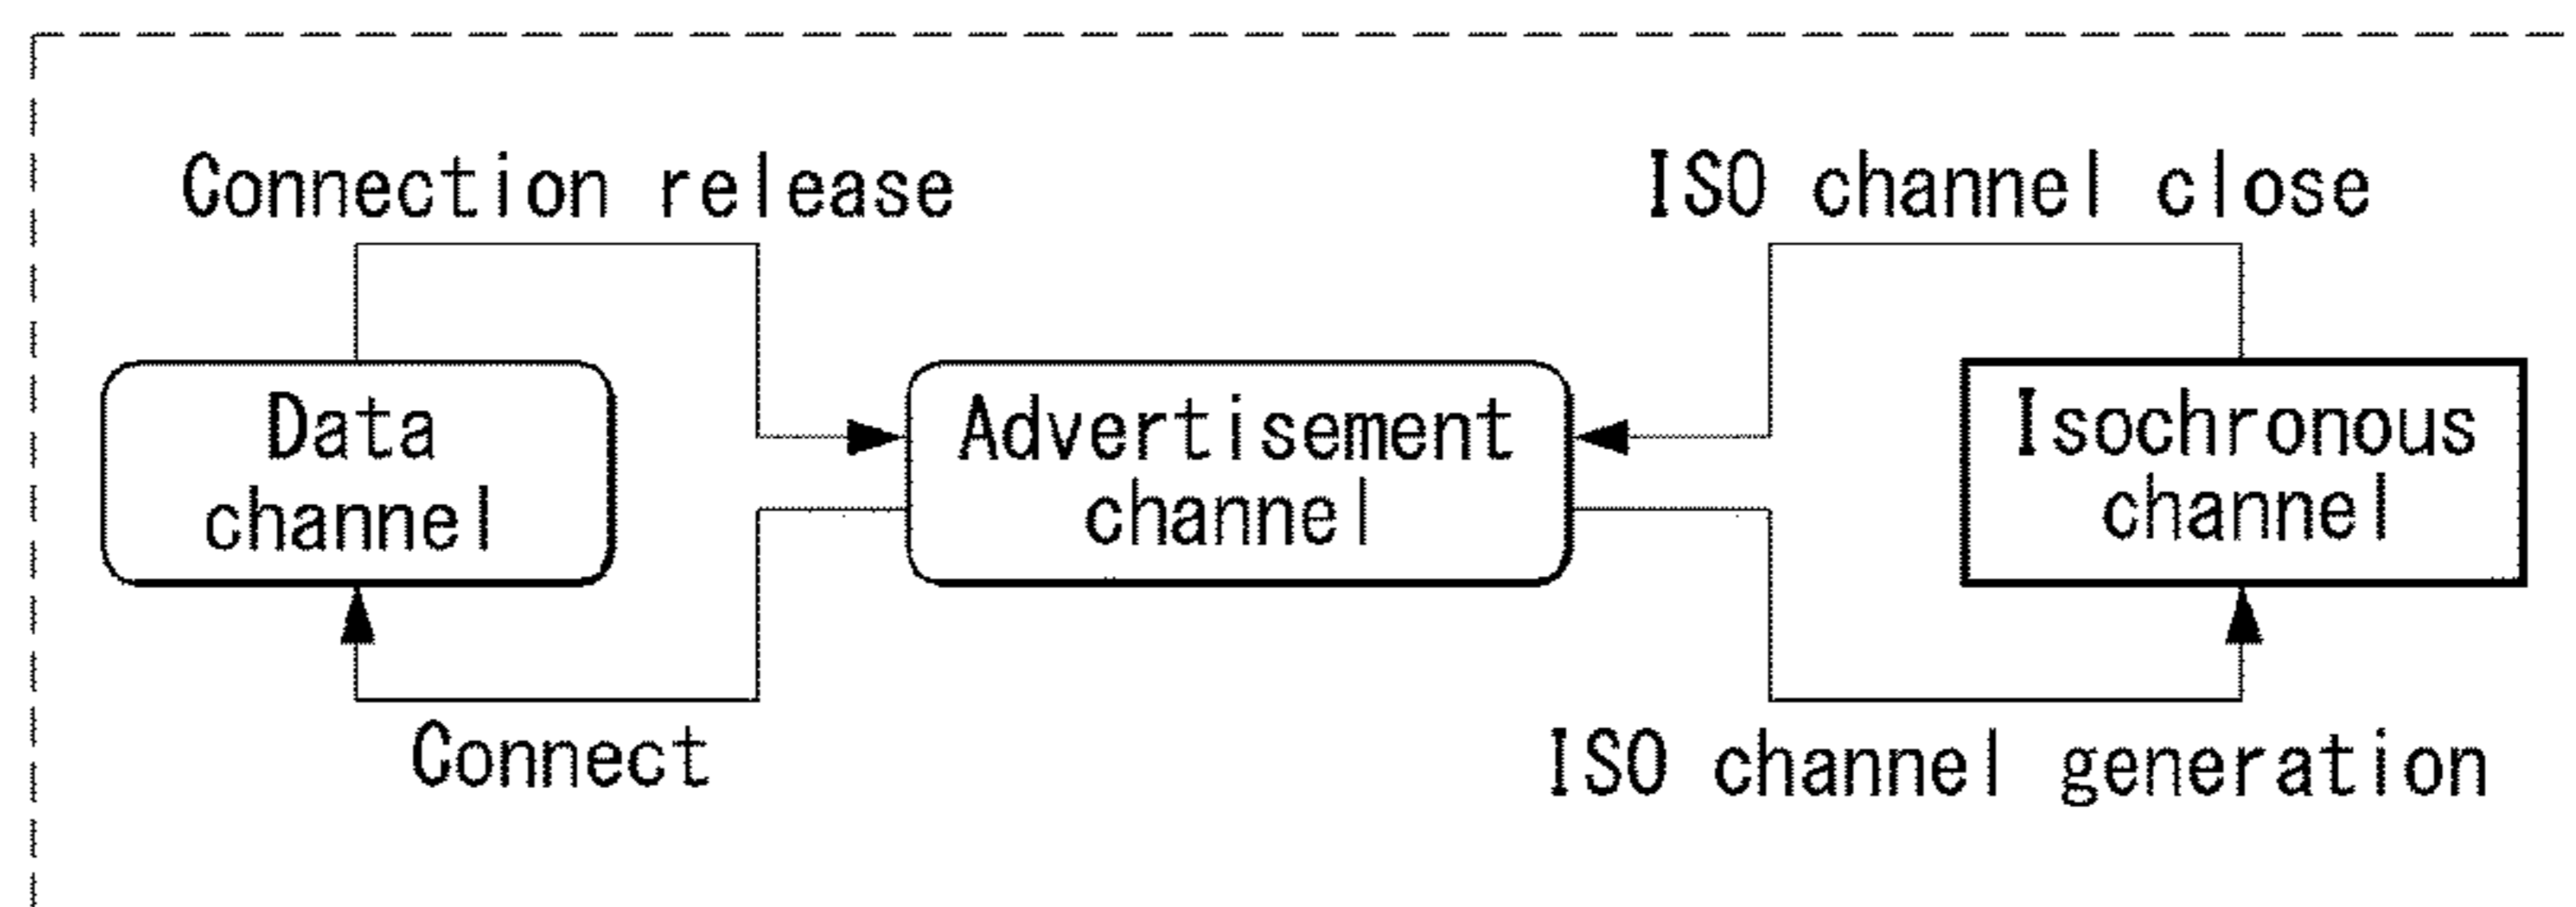 Connection release
ISO channel close
Data
channel
Advertisement
channel
Isochronous
channel
Connect
ISO channel generation